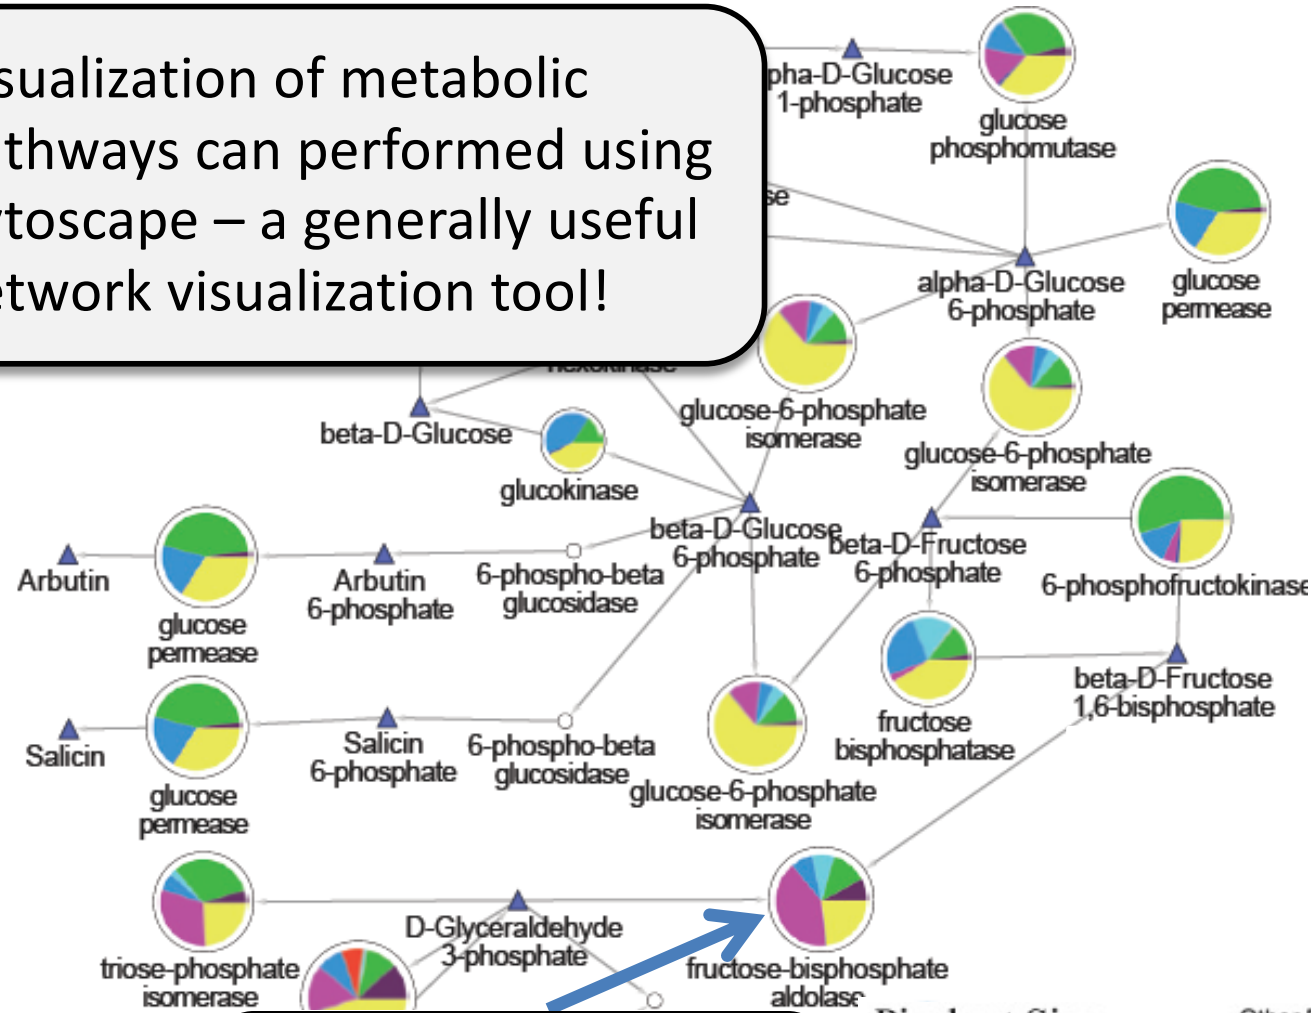 sualization of metabolic
thways can performed using
toscape – a generally useful
etwork visualization tool!
pha-D-Glucose
1-phosphate
glucose
phosphomutase
se
alpha-D-Glucose
6-phosphate
glucose
permease
hexokinase
beta-D-Glucose
glucokinase
glucose-6-phosphate
isomerase
glucose-6-phosphate
isomerase
beta-D-Glucose
6-phosphate
beta-D-Fructose
6-phosphate
6-phosphofructokinase
Arbutin
glucose
permease
Arbutin
6-phosphate
6-phospho-beta
glucosidase
fructose
bisphosphatase
beta-D-Fructose
1,6-bisphosphate
Salicin
glucose
permease
Salicin
6-phosphate
6-phospho-beta
glucosidase
glucose-6-phosphate
isomerase
triose-phosphate
isomerase
D-Glyceraldehyde
3-phosphate
fructose-bisphosphate
aldolase